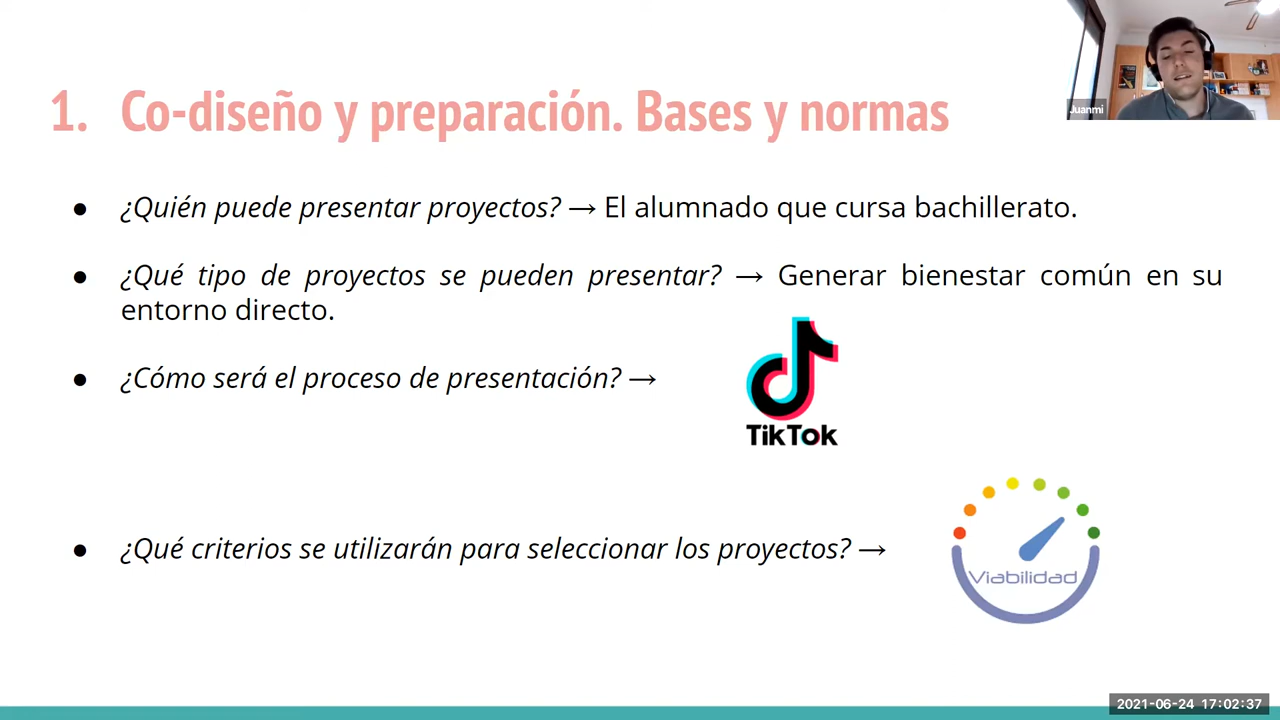 1. Co-diseño y preparación. Bases y normas
Juanmi
● ¿Quién puede presentar proyectos? → El alumnado que cursa bachillerato.
● ¿Qué tipo de proyectos se pueden presentar? → Generar bienestar común en su
entorno directo.
● ¿Cómo será el proceso de presentación? →
TikTok
● ¿Qué criterios se utilizarán para seleccionar los proyectos? →
Viabilidad
2021-06-24 17:02:37